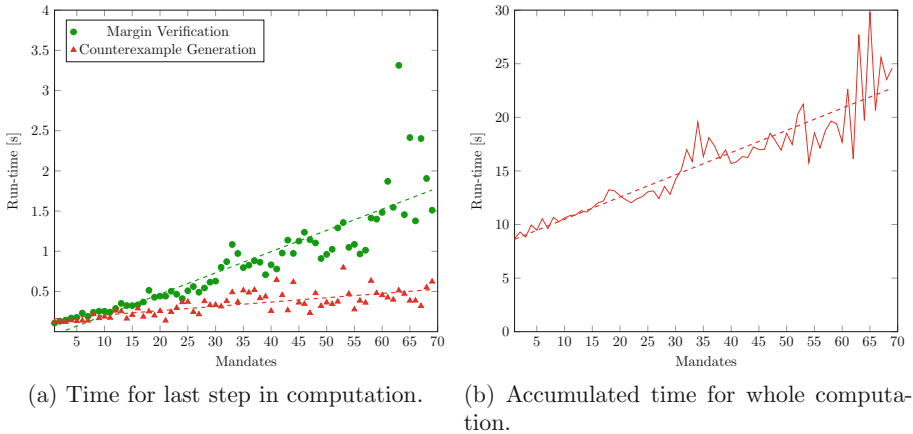 4
3.5
3
2.5
2
1.5
1
0.5
Run-time [s]
Margin Verification
Counterexample Generation
5 10 15 20 25 30 35 40 45 50 55 60 65 70
Mandates
(a) Time for last step in computation.
30
25
20
15
10
5
0
Run-time [s]
5 10 15 20 25 30 35 40 45 50 55 60 65 70
Mandates
(b) Accumulated time for whole computa-
tion.